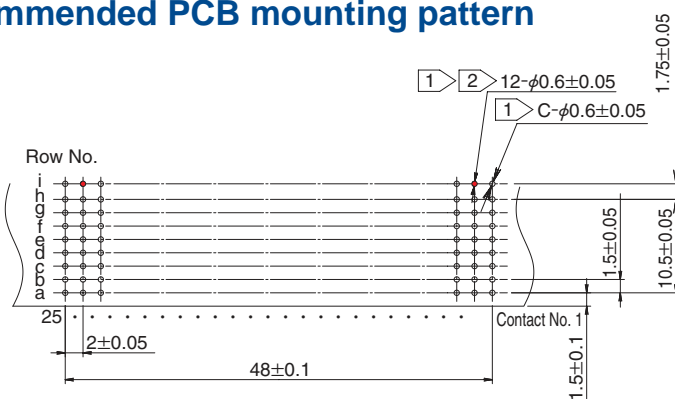 mmended PCB mounting pattern
1.75±0.05
1 2 12-ϕ0.6±0.05
1 C-ϕ0.6±0.05
Row No.
i
h
g
f
e
d
c
b
a
1.5±0.05
10.5±0.05
25
Contact No. 1
2±0.05
48±0.1
1.5±0.1